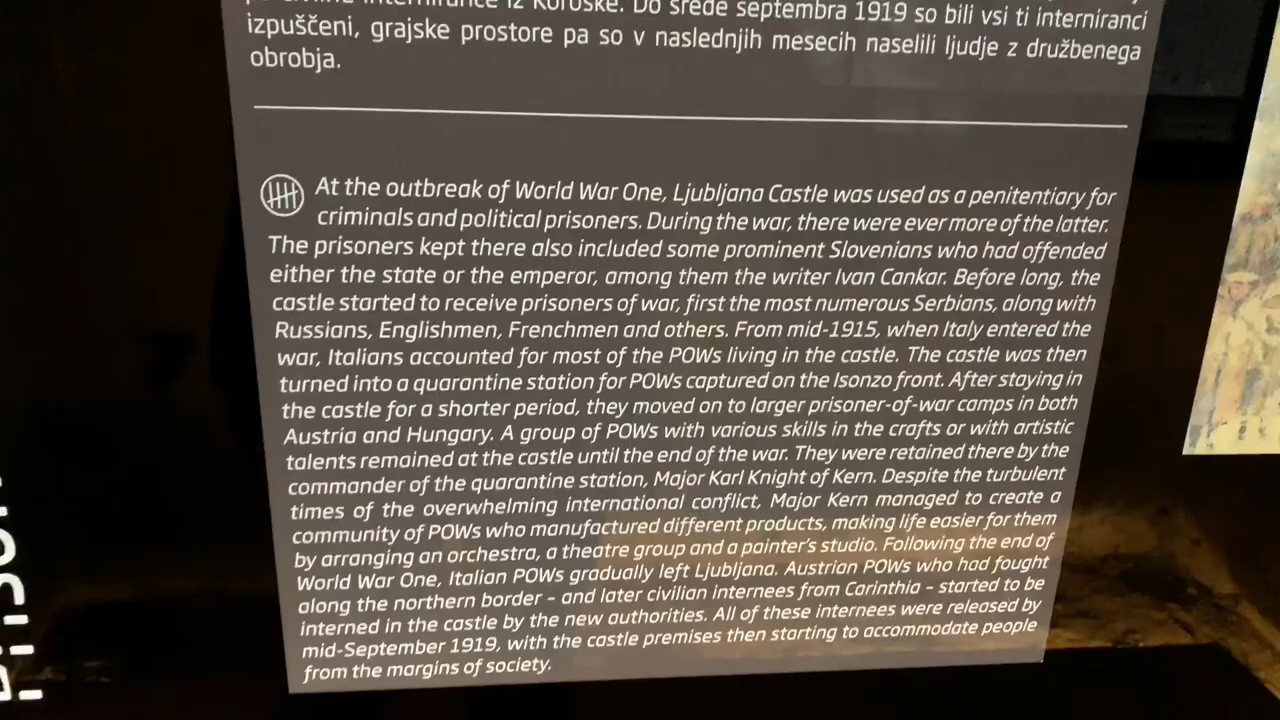 internirance iz Koroške. Do srede septembra 1919 so bili vsi ti interniranci
izpuščeni, grajske prostore pa so v naslednjih mesecih naselili ljudje z družbenega
obrobja.
At the outbreak of World War One, Ljubljana Castle was used as a penitentiary for
criminals and political prisoners. During the war, there were ever more of the latter.
The prisoners kept there also included some prominent Slovenians who had offended
either the state or the emperor, among them the writer Ivan Cankar. Before long, the
castle started to receive prisoners of war, first the most numerous Serbians, along with
Russians, Englishmen, Frenchmen and others. From mid-1915, when Italy entered the
war, Italians accounted for most of the POWs living in the castle. The castle was then
turned into a quarantine station for POWs captured on the Isonzo front. After staying in
the castle for a shorter period, they moved on to larger prisoner-of-war camps in both
Austria and Hungary. A group of POWs with various skills in the crafts or with artistic
talents remained at the castle until the end of the war. They were retained there by the
commander of the quarantine station, Major Karl Knight of Kern. Despite the turbulent
times of the overwhelming international conflict, Major Kern managed to create a
community of POWs who manufactured different products, making life easier for them
by arranging an orchestra, a theatre group and a painter's studio. Following the end of
World War One, Italian POWs gradually left Ljubljana. Austrian POWs who had fought
along the northern border – and later civilian internees from Carinthia – started to be
interned in the castle by the new authorities. All of these internees were released by
mid-September 1919, with the castle premises then starting to accommodate people
from the margins of society.